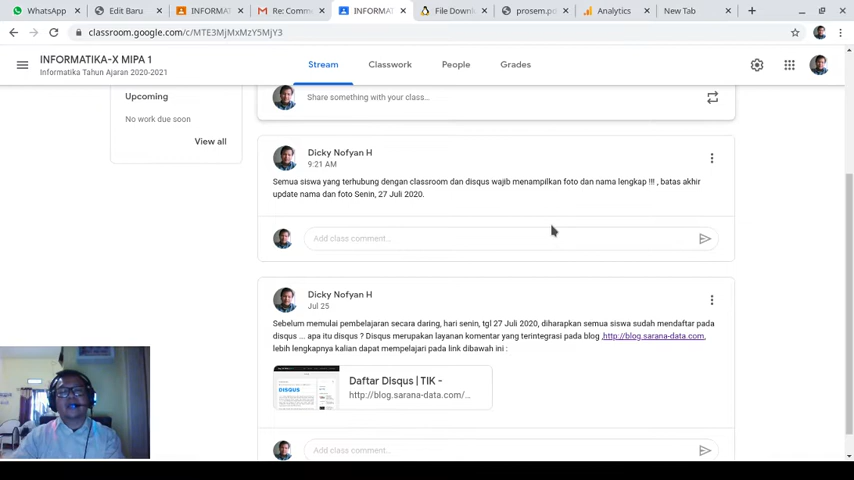 WhatsApp
Edit Baru
INFORMAT
Re: Comm
INFORMAT
File Downl
prosem.pd
Analytics
New Tab
classroom.google.com/c/MTE3MjMxMzY5MjY3
INFORMATIKA-X MIPA 1
Informatika Tahun Ajaran 2020-2021
Stream
Classwork
People
Grades
Upcoming
No work due soon
View all
Share something with your class...
Dicky Nofyan H
9:21 AM
Semua siswa yang terhubung dengan classroom dan disqus wajib menampilkan foto dan nama lengkap !!! , batas akhir
update nama dan foto Senin, 27 Juli 2020.
Add class comment...
Dicky Nofyan H
Jul 25
Sebelum memulai pembelajaran secara daring, hari senin, tgl 27 Juli 2020, diharapkan semua siswa sudah mendaftar pada
disqus ... apa itu disqus ? Disqus merupakan layanan komentar yang terintegrasi pada blog ,http://blog.sarana-data.com,
lebih lengkapnya kalian dapat mempelajari pada link dibawah ini :
DISQUS
Daftar DIsqus | TIK -
http://blog.sarana-data.com/...
Add class comment...